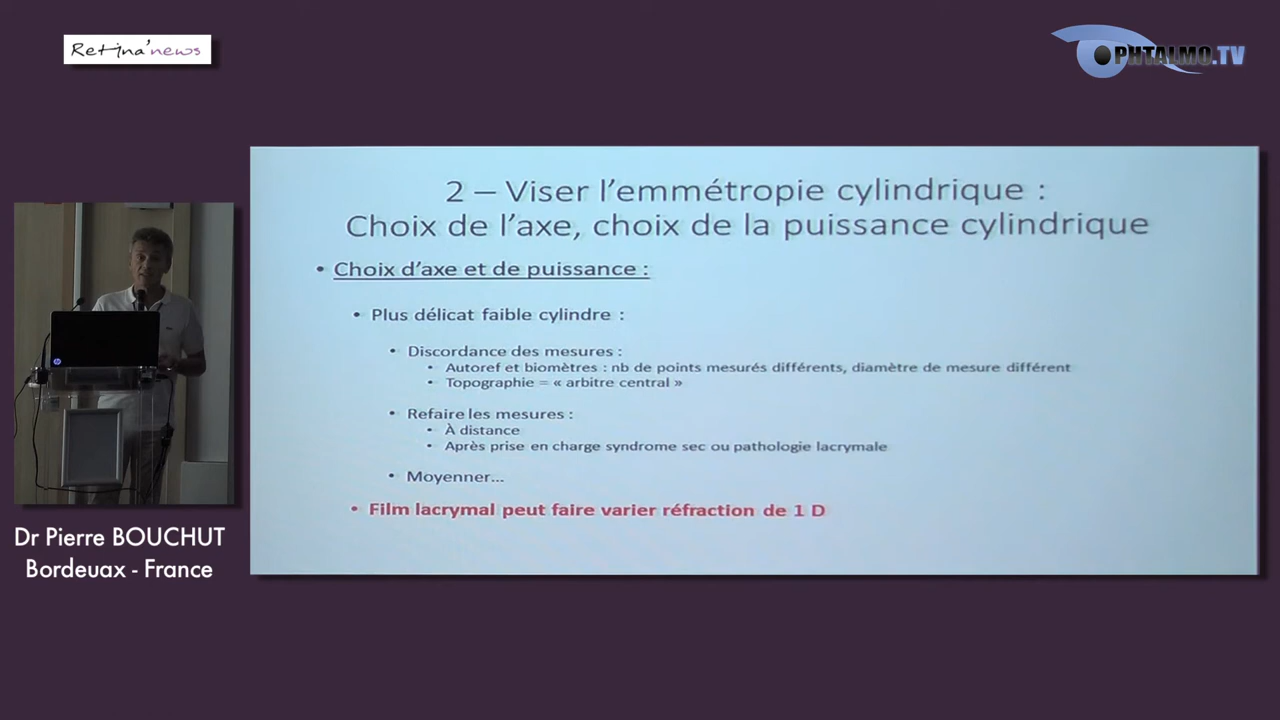 Retina'news
PHTALMO.TV
2 – Viser l'emmétropie cylindrique :
Choix de l'axe, choix de la puissance cylindrique
• Choix d'axe et de puissance :
• Plus délicat faible cylindre :
• Discordance des mesures :
• Autoref et biomètres : nb de points mesurés différents, diamètre de mesure différent
• Topographie = « arbitre central »
• Refaire les mesures :
• À distance
• Après prise en charge syndrome sec ou pathologie lacrymale
• Moyenner...
• Film lacrymal peut faire varier réfraction de 1 D
Dr Pierre BOUCHUT
Bordeuax - France